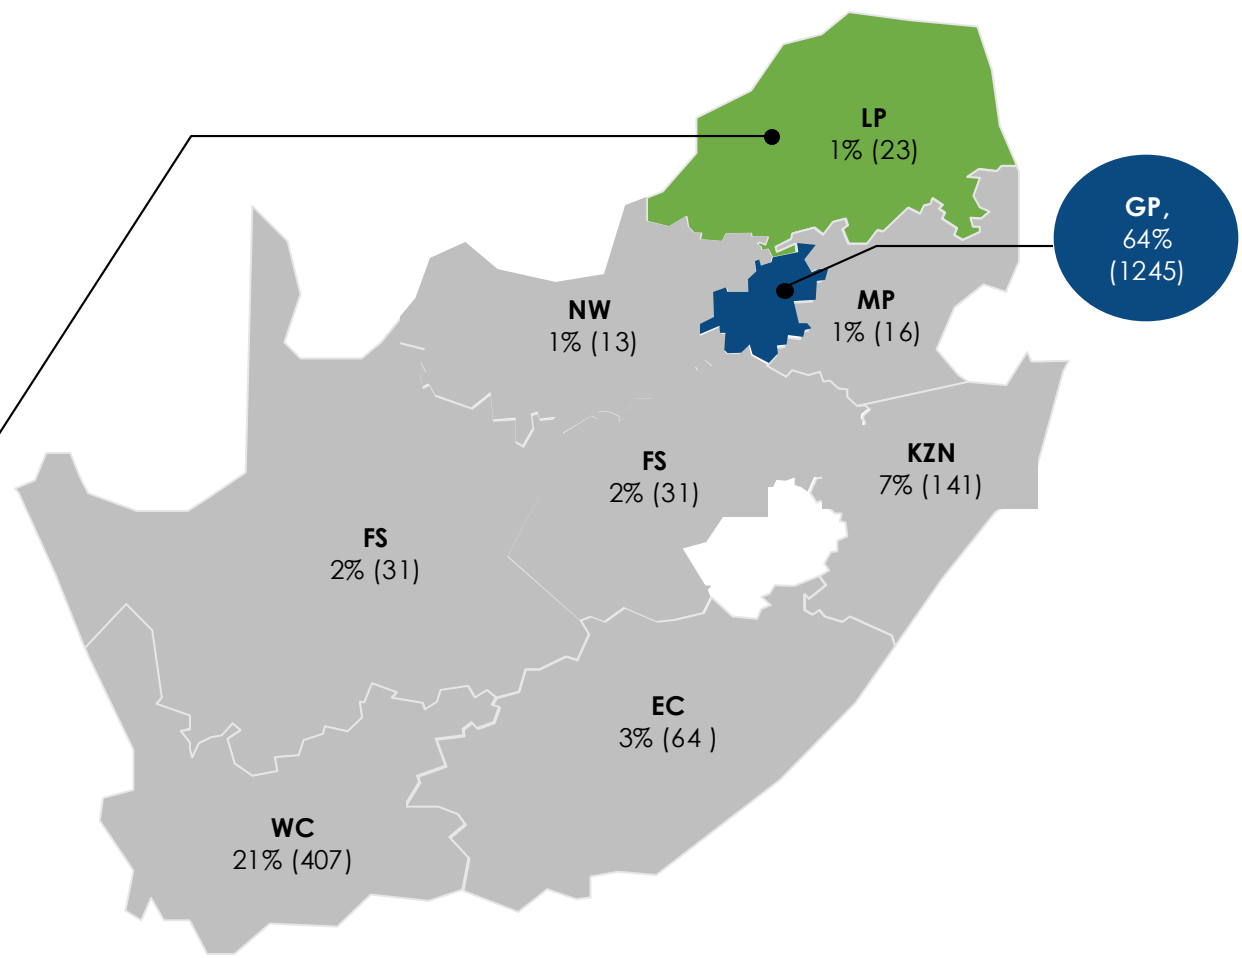 LP
1% (23)
GP,
64%
(1245)
NW
1% (13)
MP
1% (16)
FS
2% (31)
KZN
7% (141)
FS
2% (31)
EC
3% (64 )
WC
21% (407)